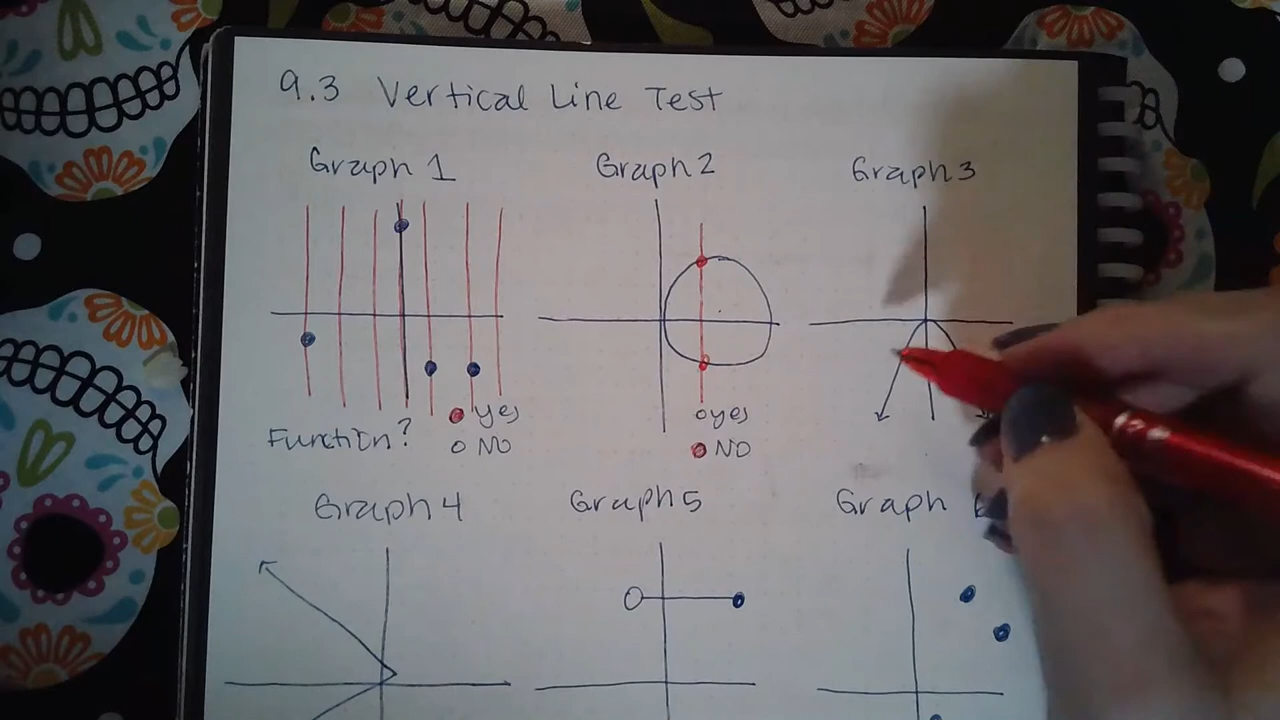 9.3 Vertical Line Test
Graph 1
Graph 2
Graph 3
Function?
yes
NO
yes
NO
Graph 4
Graph 5
Graph